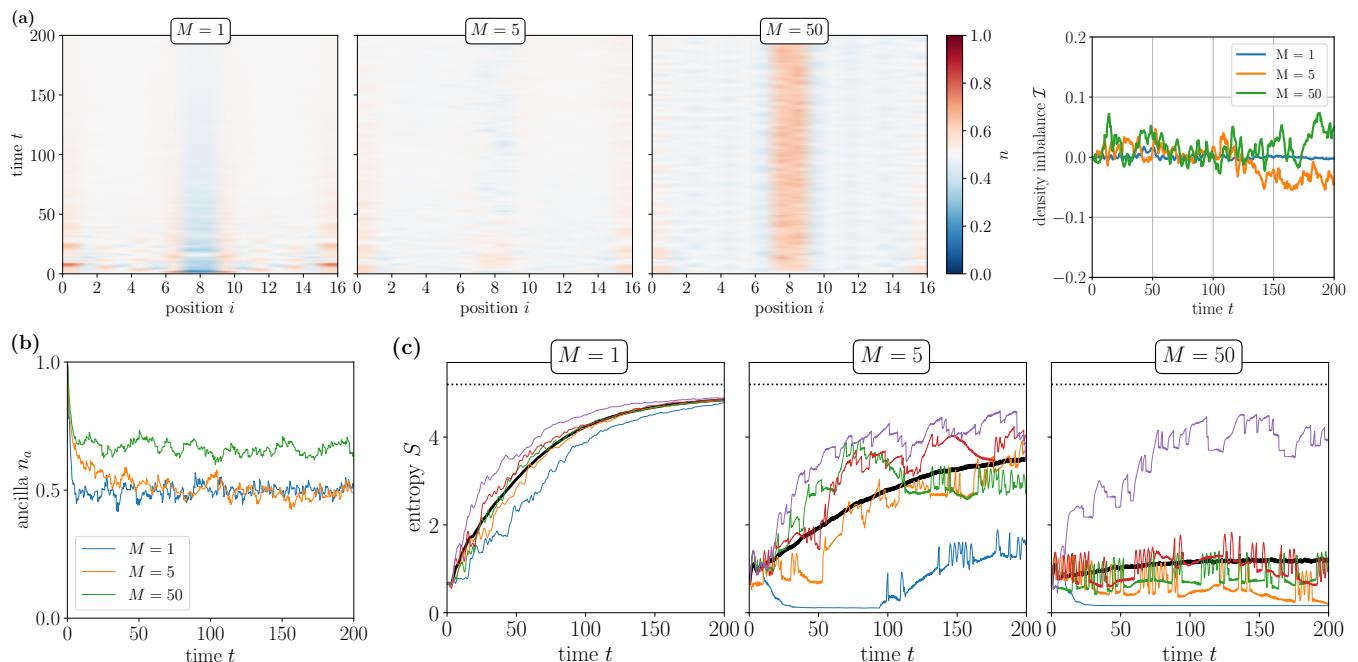 (a)
M = 1
M = 5
M = 50
200
150
100
50
0
time t
0 2 4 6 8 10 12 14 16
position i
0 2 4 6 8 10 12 14 16
position i
0 2 4 6 8 10 12 14 16
position i
1.0
0.8
0.6
0.4
0.2
0.0
n
0.2
0.1
0.0
−0.1
−0.2
density imbalance I
M = 1
M = 5
M = 50
0 50 100 150 200
time t
(b)
1.0
0.5
0.0
ancilla nₐ
M = 1
M = 5
M = 50
0 50 100 150 200
time t
(c)
M = 1
M = 5
M = 50
4
2
0
entropy S
0 50 100 150 200
time t
0 50 100 150 200
time t
0 50 100 150 200
time t